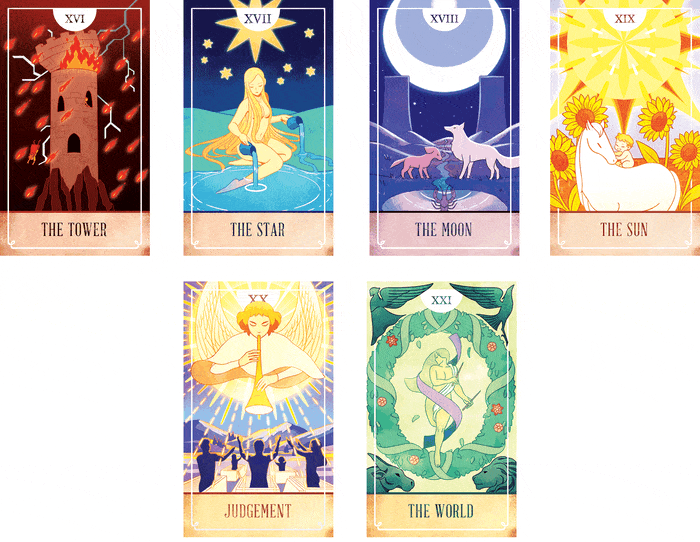 XVI
THE TOWER
XVII
THE STAR
XVIII
THE MOON
XIX
THE SUN
XX
JUDGEMENT
XXI
THE WORLD